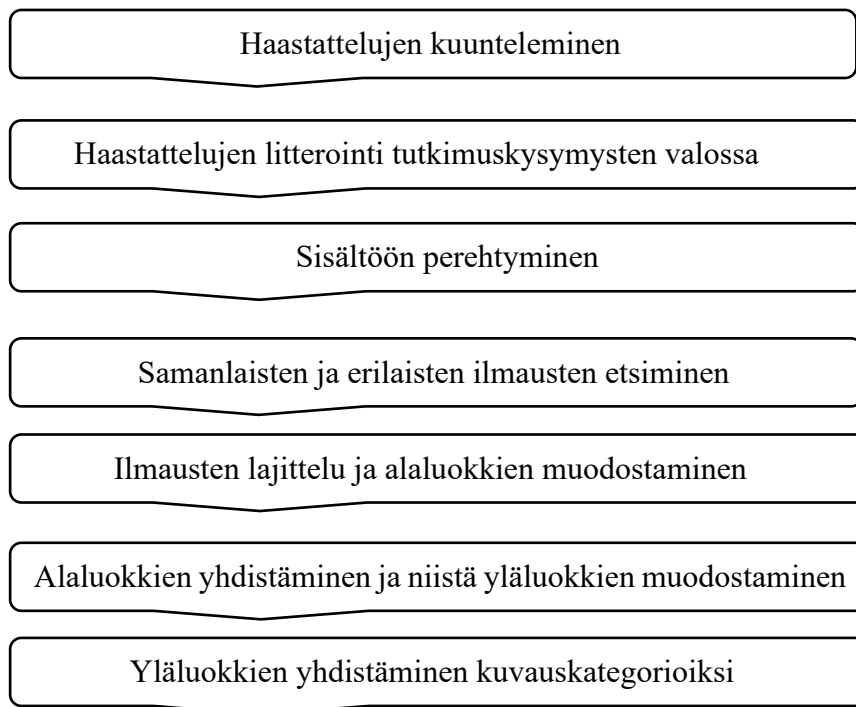 Haastattelujen kuunteleminen
Haastattelujen litterointi tutkimuskysymysten valossa
Sisältöön perehtyminen
Samanlaisten ja erilaisten ilmausten etsiminen
Ilmausten lajittelu ja alaluokkien muodostaminen
Alaluokkien yhdistäminen ja niistä yläluokkien muodostaminen
Yläluokkien yhdistäminen kuvauskategorioiksi